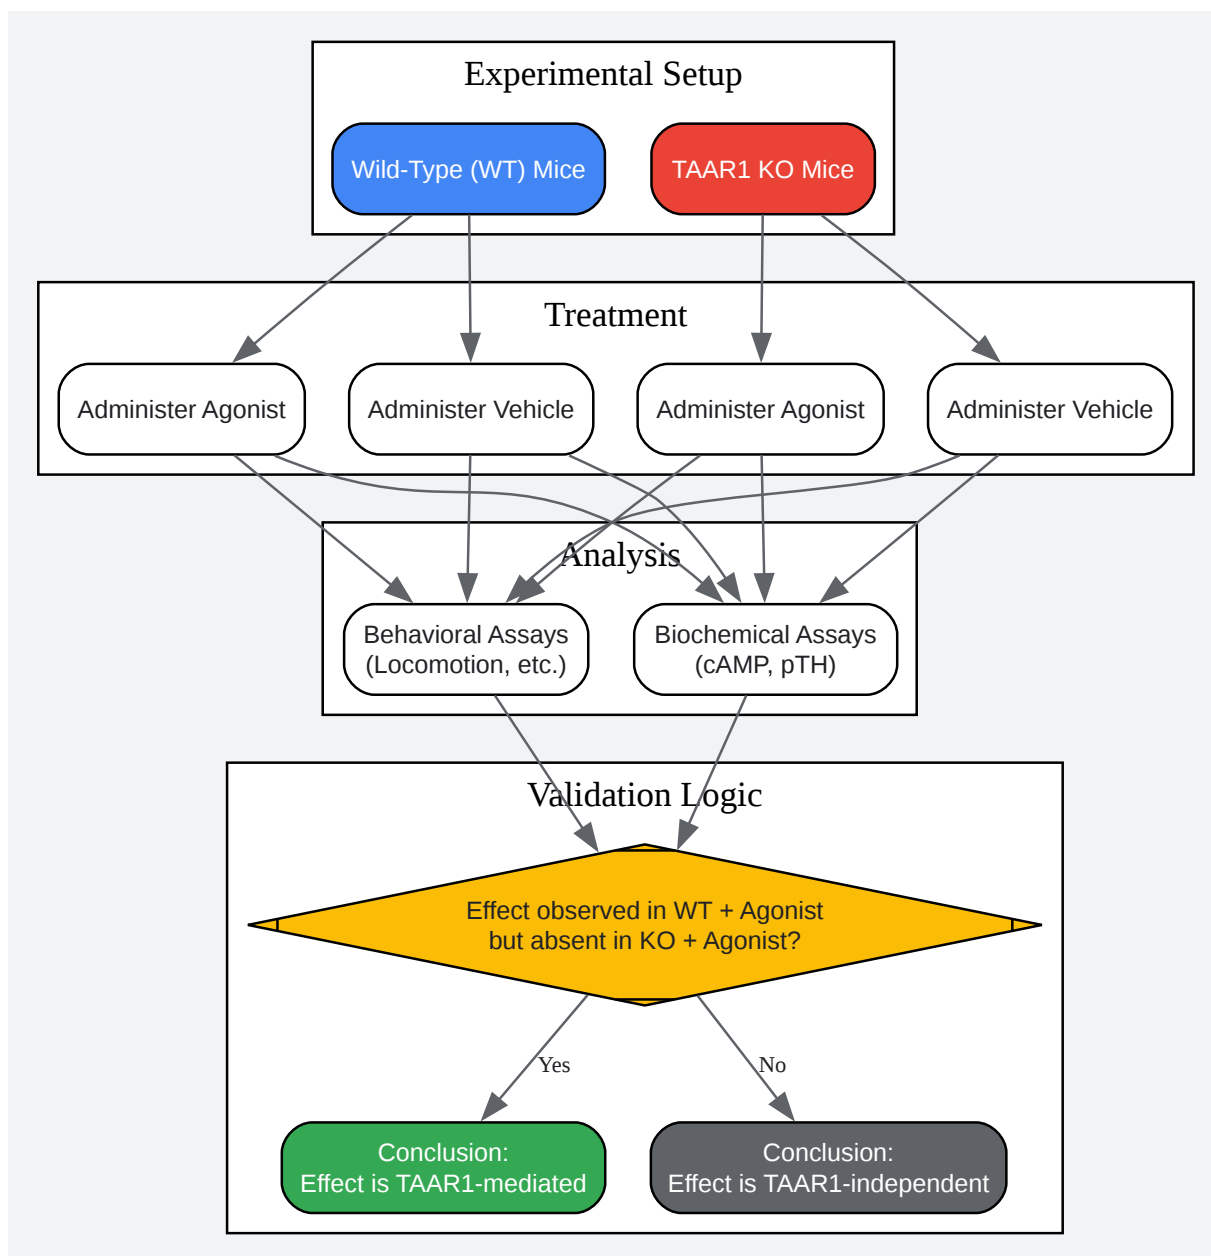 Experimental Setup
Wild-Type (WT) Mice
TAAR1 KO Mice
Treatment
Administer Agonist
Administer Vehicle
Administer Agonist
Administer Vehicle
Analysis
Behavioral Assays
(Locomotion, etc.)
Biochemical Assays
(cAMP, pTH)
Validation Logic
Effect observed in WT + Agonist
but absent in KO + Agonist?
Yes
No
Conclusion:
Effect is TAAR1-mediated
Conclusion:
Effect is TAAR1-independent